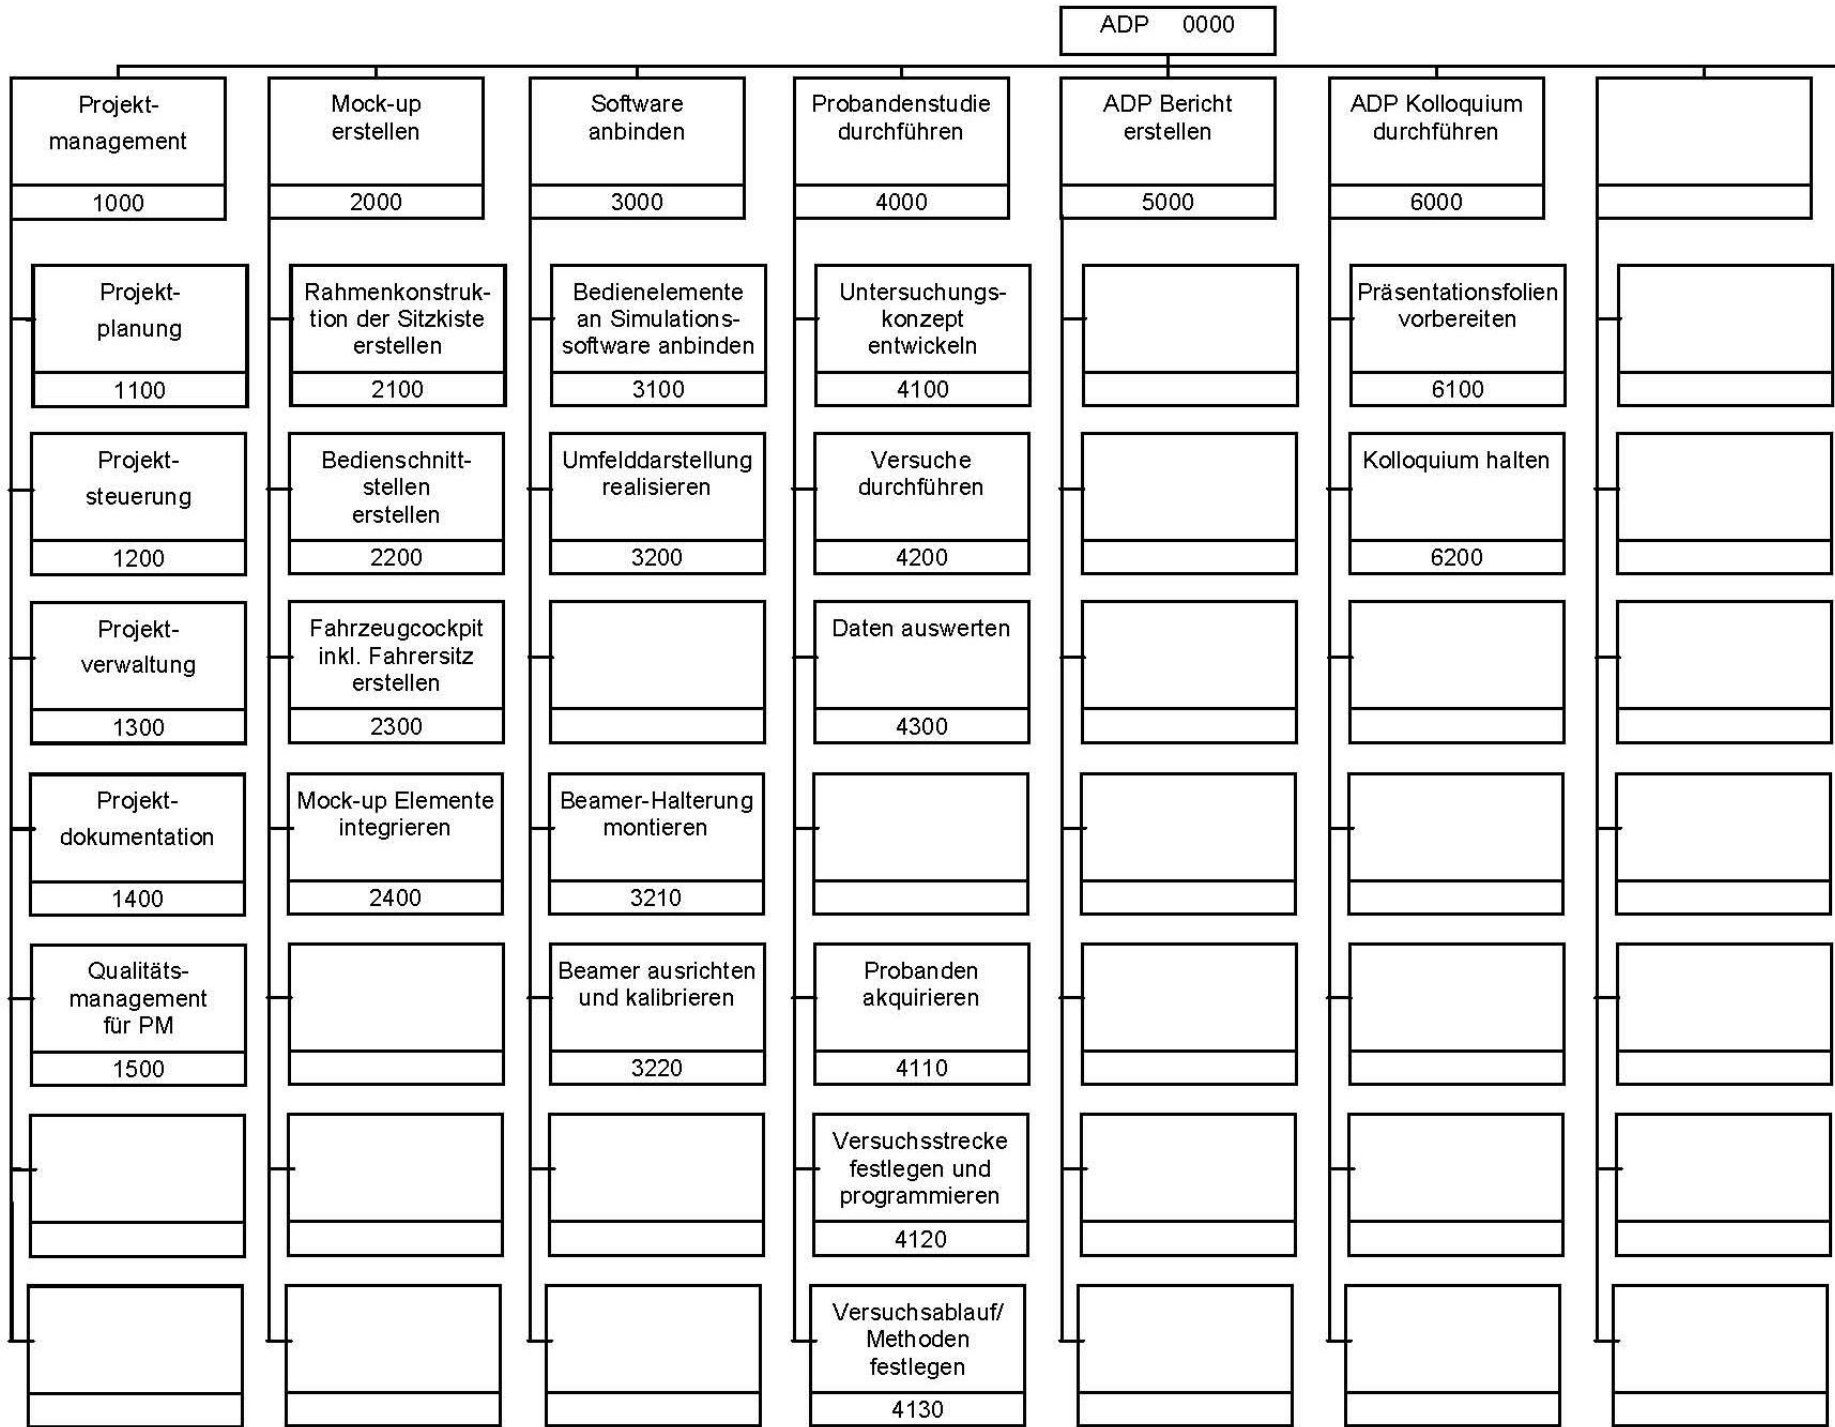 ADP 0000
Projekt-
management
1000
Mock-up
erstellen
2000
Software
anbinden
3000
Probandenstudie
durchführen
4000
ADP Bericht
erstellen
5000
ADP Kolloquium
durchführen
6000
Projekt-
planung
1100
Rahmenkonstruk-
tion der Sitzkiste
erstellen
2100
Bedienelemente
an Simulations-
software anbinden
3100
Untersuchungs-
konzept
entwickeln
4100
Präsentationsfolien
vorbereiten
6100
Projekt-
steuerung
1200
Bedienschnitt-
stellen
erstellen
2200
Umfelddarstellung
realisieren
3200
Versuche
durchführen
4200
Kolloquium halten
6200
Projekt-
verwaltung
1300
Fahrzeugcockpit
inkl. Fahrersitz
erstellen
2300
Daten auswerten
4300
Projekt-
dokumentation
1400
Mock-up Elemente
integrieren
2400
Beamer-Halterung
montieren
3210
Qualitäts-
management
für PM
1500
Beamer ausrichten
und kalibrieren
3220
Probanden
akquirieren
4110
Versuchsstrecke
festlegen und
programmieren
4120
Versuchsablauf/
Methoden
festlegen
4130